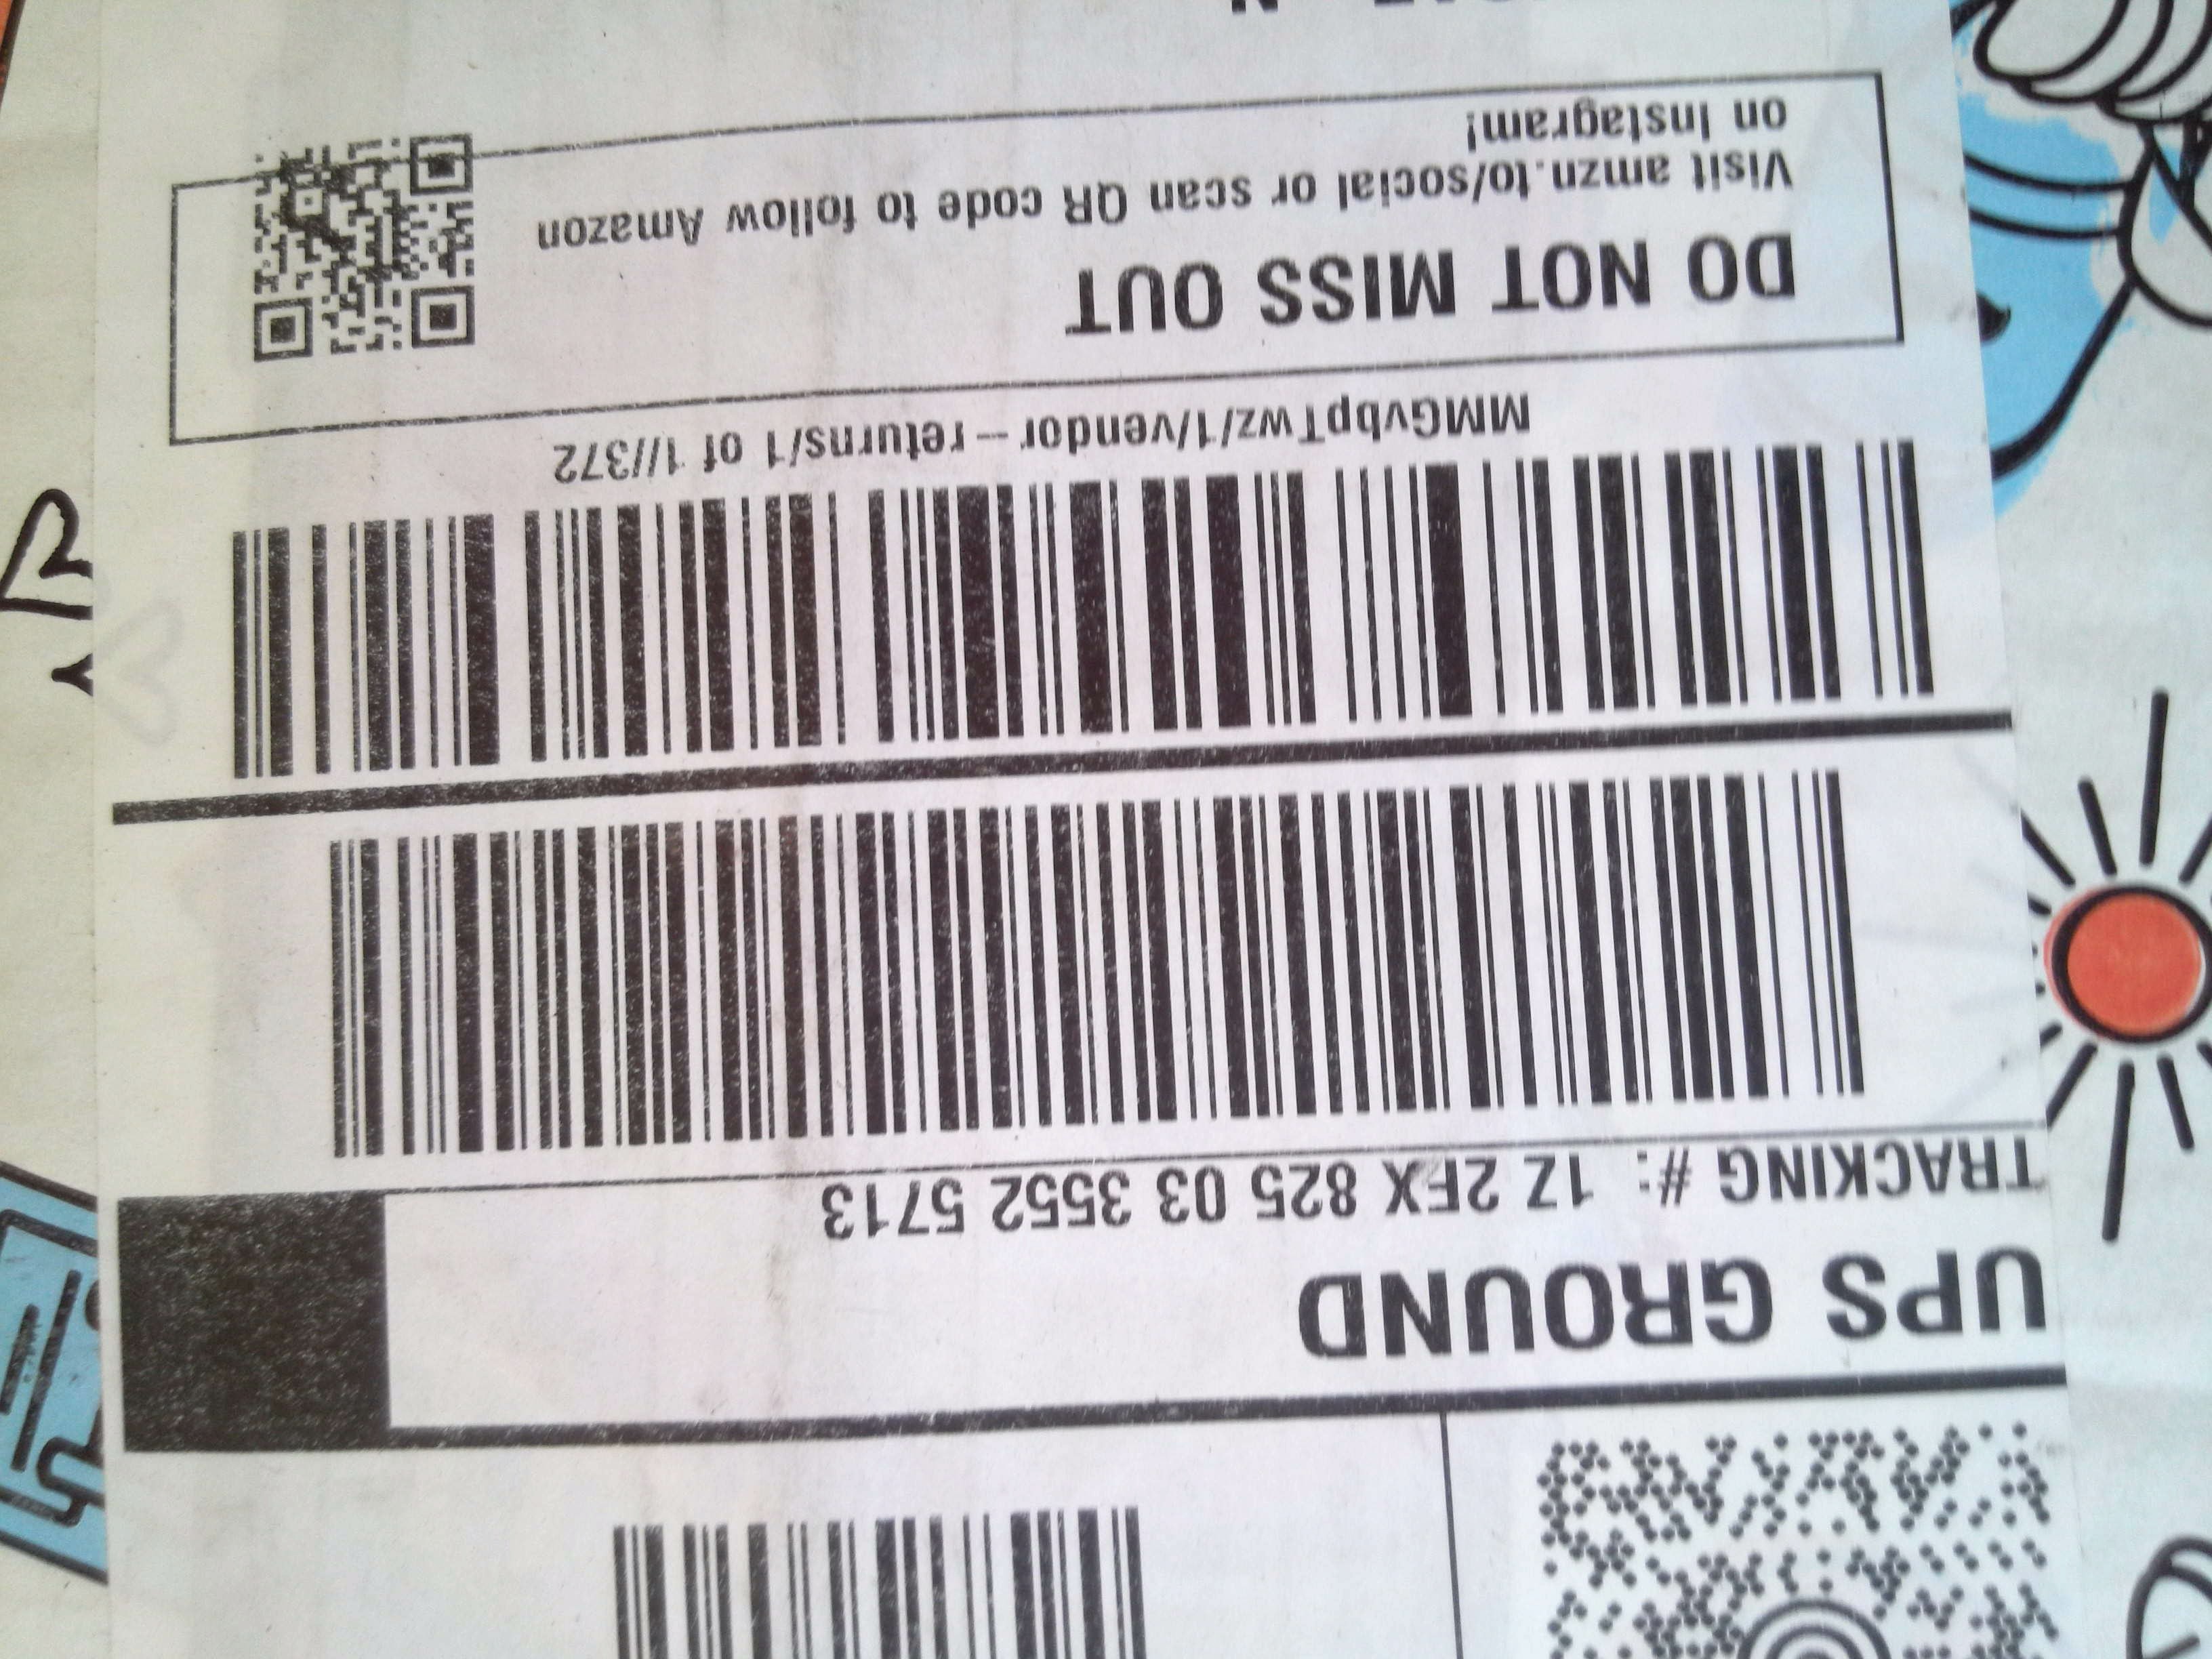 UPS GROUND
TRACKING #: 1Z 2FX 825 03 3552 5713
MMGvbpTwz/1/vendor-returns/1 of 1//372
DO NOT MISS OUT
Visit amzn.to/social or scan QR code to follow Amazon
on Instagram!